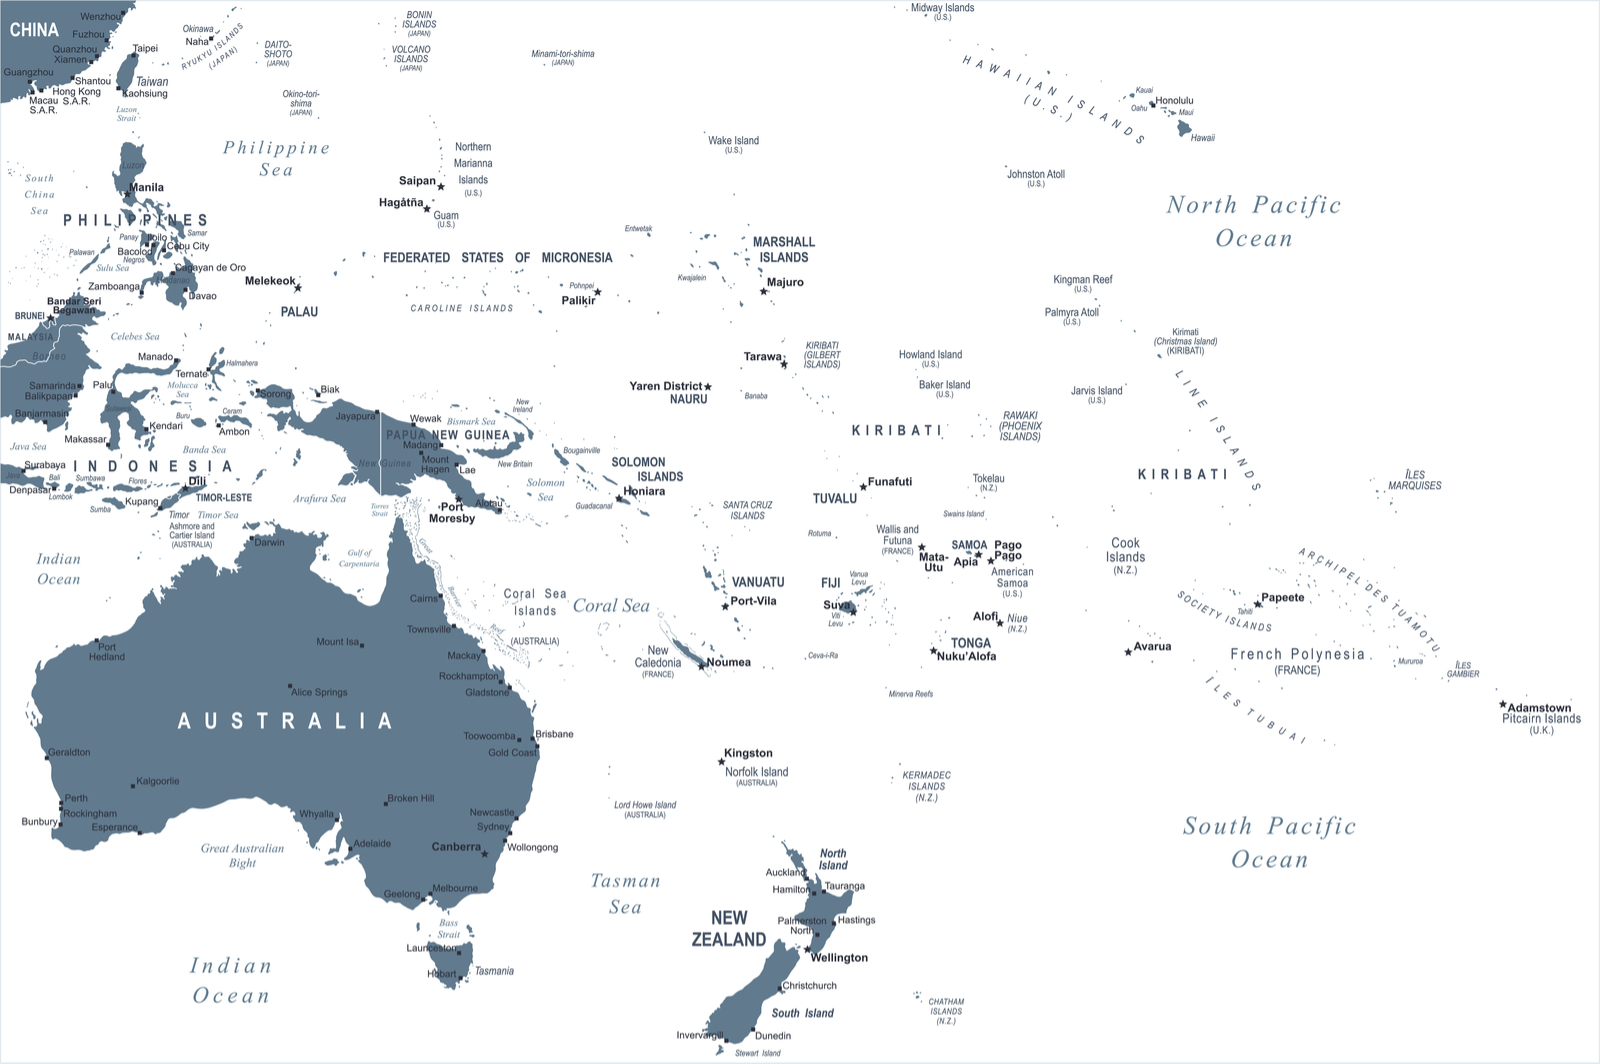 CHINA
Wenzhou
Fuzhou
Quanzhou
Xiamen
Guangzhou
Shantou
Hong Kong
S.A.R.
Macau
S.A.R.
Taipei
Taiwan
Kaohsiung
Luzon
Strait
Okinawa
Naha
RYUKYU ISLANDS
(JAPAN)
DAITO-
SHOTO
(JAPAN)
BONIN
ISLANDS
(JAPAN)
VOLCANO
ISLANDS
(JAPAN)
Okino-tori-
shima
(JAPAN)
Minami-tori-shima
(JAPAN)
Midway Islands
(U.S.)
HAWAIIAN ISLANDS
(U.S.)
Kauai
Oahu
Honolulu
Maui
Hawaii
Philippine
Sea
Northern
Marianna
Islands
(U.S.)
Saipan
Hagåtña
Guam
(U.S.)
Wake Island
(U.S.)
Johnston Atoll
(U.S.)
North Pacific
Ocean
South
China
Sea
Luzon
Manila
PHILIPPINES
Panay
Iloilo
Samar
Bacolod
Cebu City
Negros
Palawan
Sulu Sea
Cagayan de Oro
Mindanao
Zamboanga
Davao
Melekeok
PALAU
FEDERATED STATES OF MICRONESIA
CAROLINE ISLANDS
Pohnpei
Palikir
Entwetak
Kwajalein
MARSHALL
ISLANDS
Majuro
Kingman Reef
(U.S.)
Palmyra Atoll
(U.S.)
Kirimati
(Christmas Island)
(KIRIBATI)
Bandar Seri
Begawan
BRUNEI
MALAYSIA
Borneo
Celebes Sea
Manado
Halmahera
Ternate
Molucca
Sea
Samarinda
Balikpapan
Palu
Banjarmasin
Sulawesi
Kendari
Makassar
Buru
Ceram
Ambon
Sorong
Biak
Jayapura
Java Sea
Banda Sea
Surabaya
Java
INDONESIA
Denpasar
Bali
Lombok
Sumbawa
Sumba
Flores
Dili
TIMOR-LESTE
Kupang
Timor
Timor Sea
Arafura Sea
Ashmore and
Cartier Island
(AUSTRALIA)
Wewak
Bismark Sea
New
Ireland
PAPUA NEW GUINEA
Madang
New Guinea
Mount
Hagen
Lae
New Britain
Bougainville
Port
Moresby
Alotau
Torres
Strait
Solomon
Sea
SOLOMON
ISLANDS
Honiara
Guadacanal
Tarawa
KIRIBATI
(GILBERT
ISLANDS)
Yaren District
NAURU
Banaba
Howland Island
(U.S.)
Baker Island
(U.S.)
Jarvis Island
(U.S.)
LINE ISLANDS
KIRIBATI
RAWAKI
(PHOENIX
ISLANDS)
KIRIBATI
ÎLES
MARQUISES
Funafuti
TUVALU
Tokelau
(N.Z.)
Swains Island
SANTA CRUZ
ISLANDS
Rotuma
Wallis and
Futuna
(FRANCE)
Mata-
Utu
SAMOA
Apia
Pago
Pago
American
Samoa
(U.S.)
Cook
Islands
(N.Z.)
ARCHIPEL DES TUAMOTU
SOCIETY ISLANDS
Papeete
Tahiti
French Polynesia
(FRANCE)
Mururoa
ÎLES
GAMBIER
ÎLES TUBUAI
Adamstown
Pitcairn Islands
(U.K.)
Avarua
VANUATU
Port-Vila
FIJI
Vanua
Levu
Suva
Viti
Levu
Alofi
Niue
(N.Z.)
TONGA
Nuku'Alofa
Ceva-i-Ra
Minerva Reefs
Coral Sea
Islands
(AUSTRALIA)
Coral Sea
New
Caledonia
(FRANCE)
Noumea
Indian
Ocean
Darwin
Gulf of
Carpentaria
Great
Barrier
Reef
Cairns
Townsville
Mackay
Rockhampton
Gladstone
Port
Hedland
Mount Isa
Alice Springs
AUSTRALIA
Toowoomba
Brisbane
Gold Coast
Geraldton
Kalgoorlie
Perth
Rockingham
Bunbury
Esperance
Broken Hill
Whyalla
Adelaide
Newcastle
Sydney
Wollongong
Canberra
Geelong
Melbourne
Great Australian
Bight
Bass
Strait
Launceston
Hobart
Tasmania
Indian
Ocean
Kingston
Norfolk Island
(AUSTRALIA)
Lord Howe Island
(AUSTRALIA)
KERMADEC
ISLANDS
(N.Z.)
South Pacific
Ocean
Tasman
Sea
North
Island
Auckland
Hamilton
Tauranga
Palmerston
North
Hastings
NEW
ZEALAND
Wellington
Christchurch
South Island
Invervargill
Dunedin
Stewart Island
CHATHAM
ISLANDS
(N.Z.)